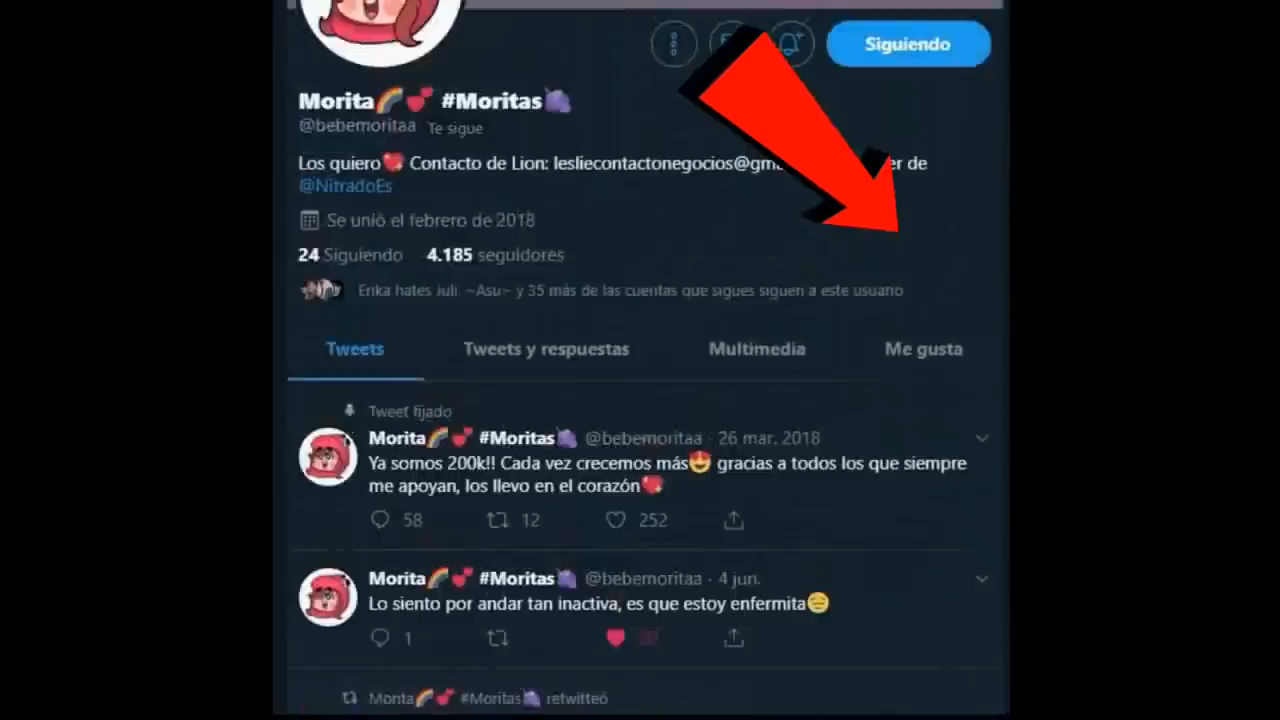 Siguiendo
Morita🌈💕 #Moritas🍇
@bebemoritaa Te sigue
Los quiero💖 Contacto de Lion: lesliecontactonegocios@gm er de
@NitradoEs
Se unió el febrero de 2018
24 Siguiendo 4.185 seguidores
Erika hates Juli. ~Asu~ y 35 más de las cuentas que sigues siguen a este usuario
Tweets Tweets y respuestas Multimedia Me gusta
Tweet fijado
Morita🌈💕 #Moritas🍇 @bebemoritaa · 26 mar. 2018
Ya somos 200k!! Cada vez crecemos más😍 gracias a todos los que siempre
me apoyan, los llevo en el corazón💖
58 12 252
Morita🌈💕 #Moritas🍇 @bebemoritaa · 4 jun.
Lo siento por andar tan inactiva, es que estoy enfermita😔
1
Morita🌈💕 #Moritas🍇 retwitteó